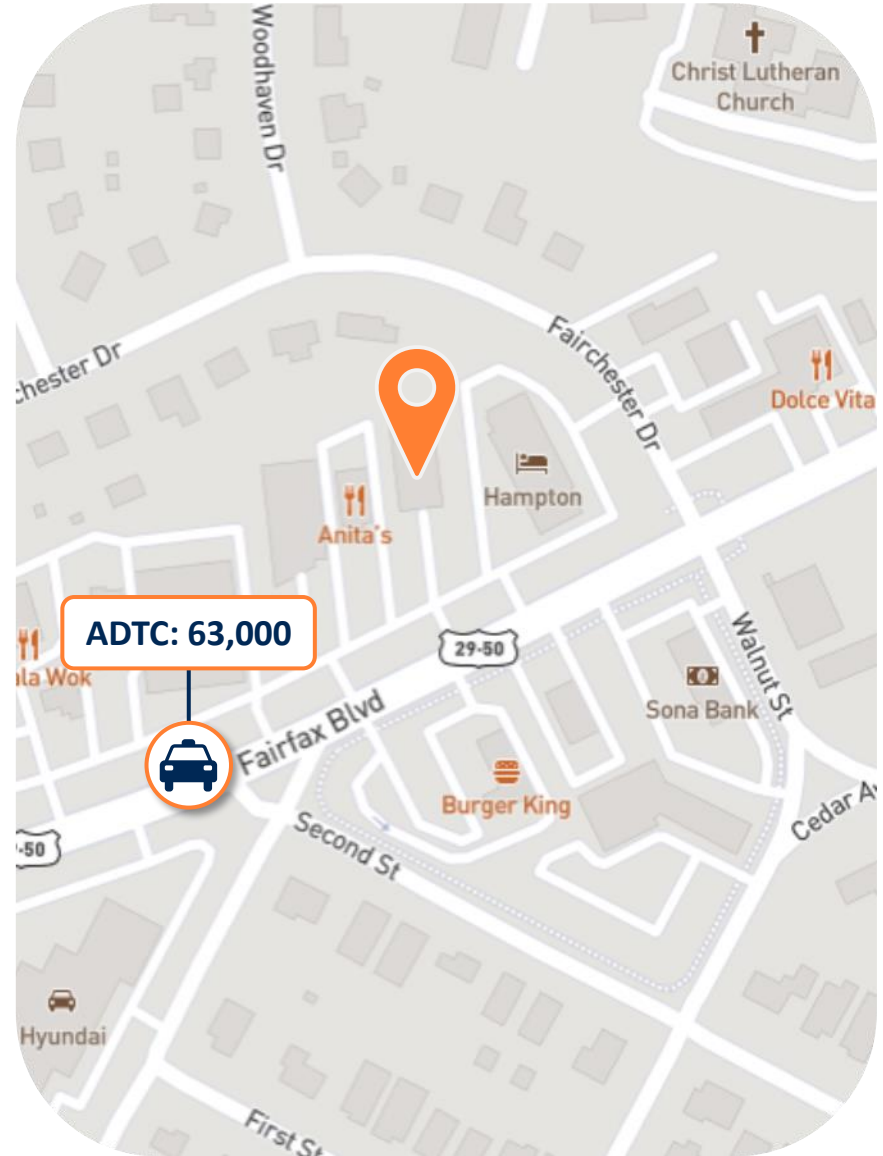 Woodhaven Dr
Christ Lutheran
Church
chester Dr
Fairchester Dr
Dolce Vita
Hampton
Anita's
ADTC: 63,000
29-50
ala Wok
Fairfax Blvd
Walnut St
Sona Bank
Burger King
Cedar Av
-50
Second St
Hyundai
First St